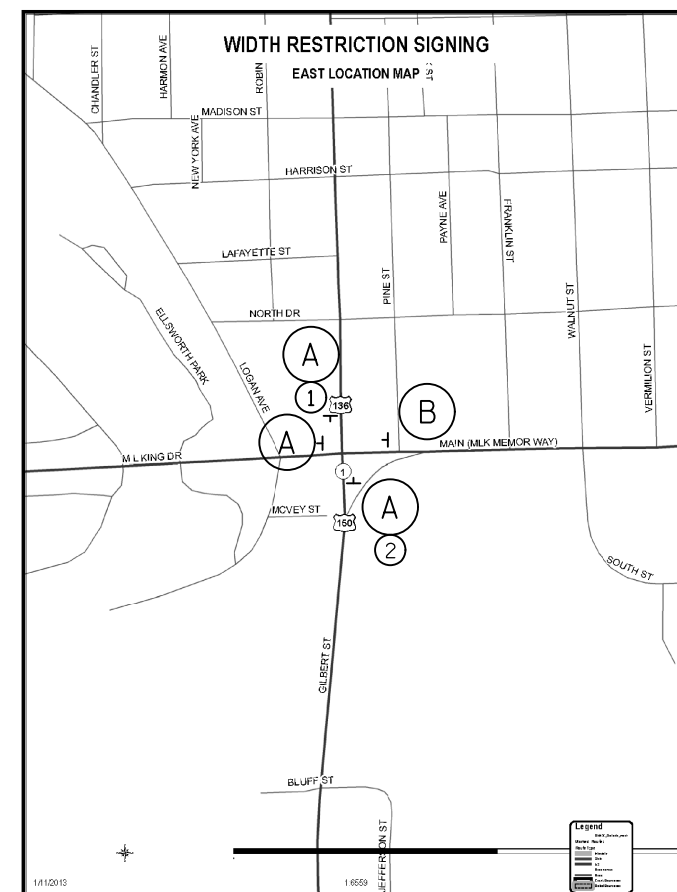 WIDTH RESTRICTION SIGNING
EAST LOCATION MAP
ST
CHANDLER ST
HARMON AVE
ROBIN
MADISON ST
NEW YORK AVE
HARRISON ST
PAYNE AVE
FRANKLIN ST
LAFAYETTE ST
PINE ST
WALNUT ST
NORTH DR
ELLSWORTH PARK
LOGAN AVE
VERMILION ST
A
1
136
B
A
MAIN (MLK MEMOR WAY)
M L KING DR
1
A
2
MCVEY ST
150
SOUTH ST
GILBERT ST
BLUFF ST
JEFFERSON ST
Legend
1/11/2013
1:6559